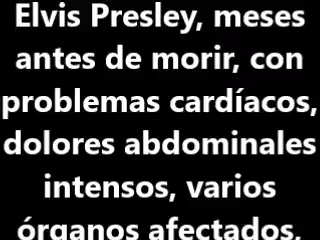 Elvis Presley, meses
antes de morir, con
problemas cardíacos,
dolores abdominales
intensos, varios
órganos afectados,